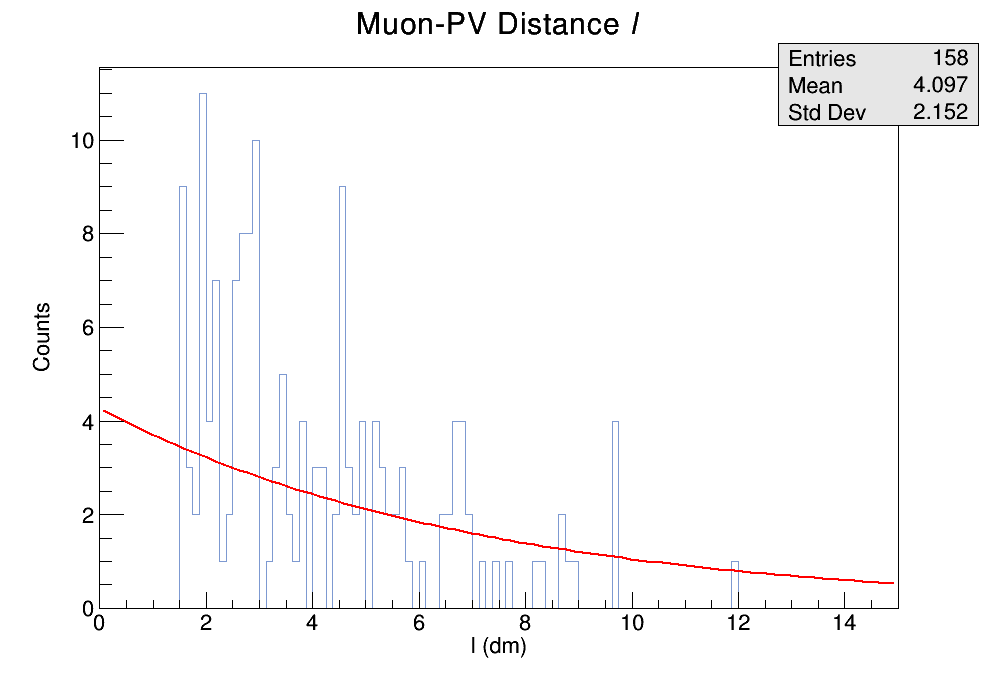 Muon-PV Distance l
Entries 158
Mean 4.097
Std Dev 2.152
Counts
10
8
6
4
2
0
0 2 4 6 8 10 12 14
l (dm)